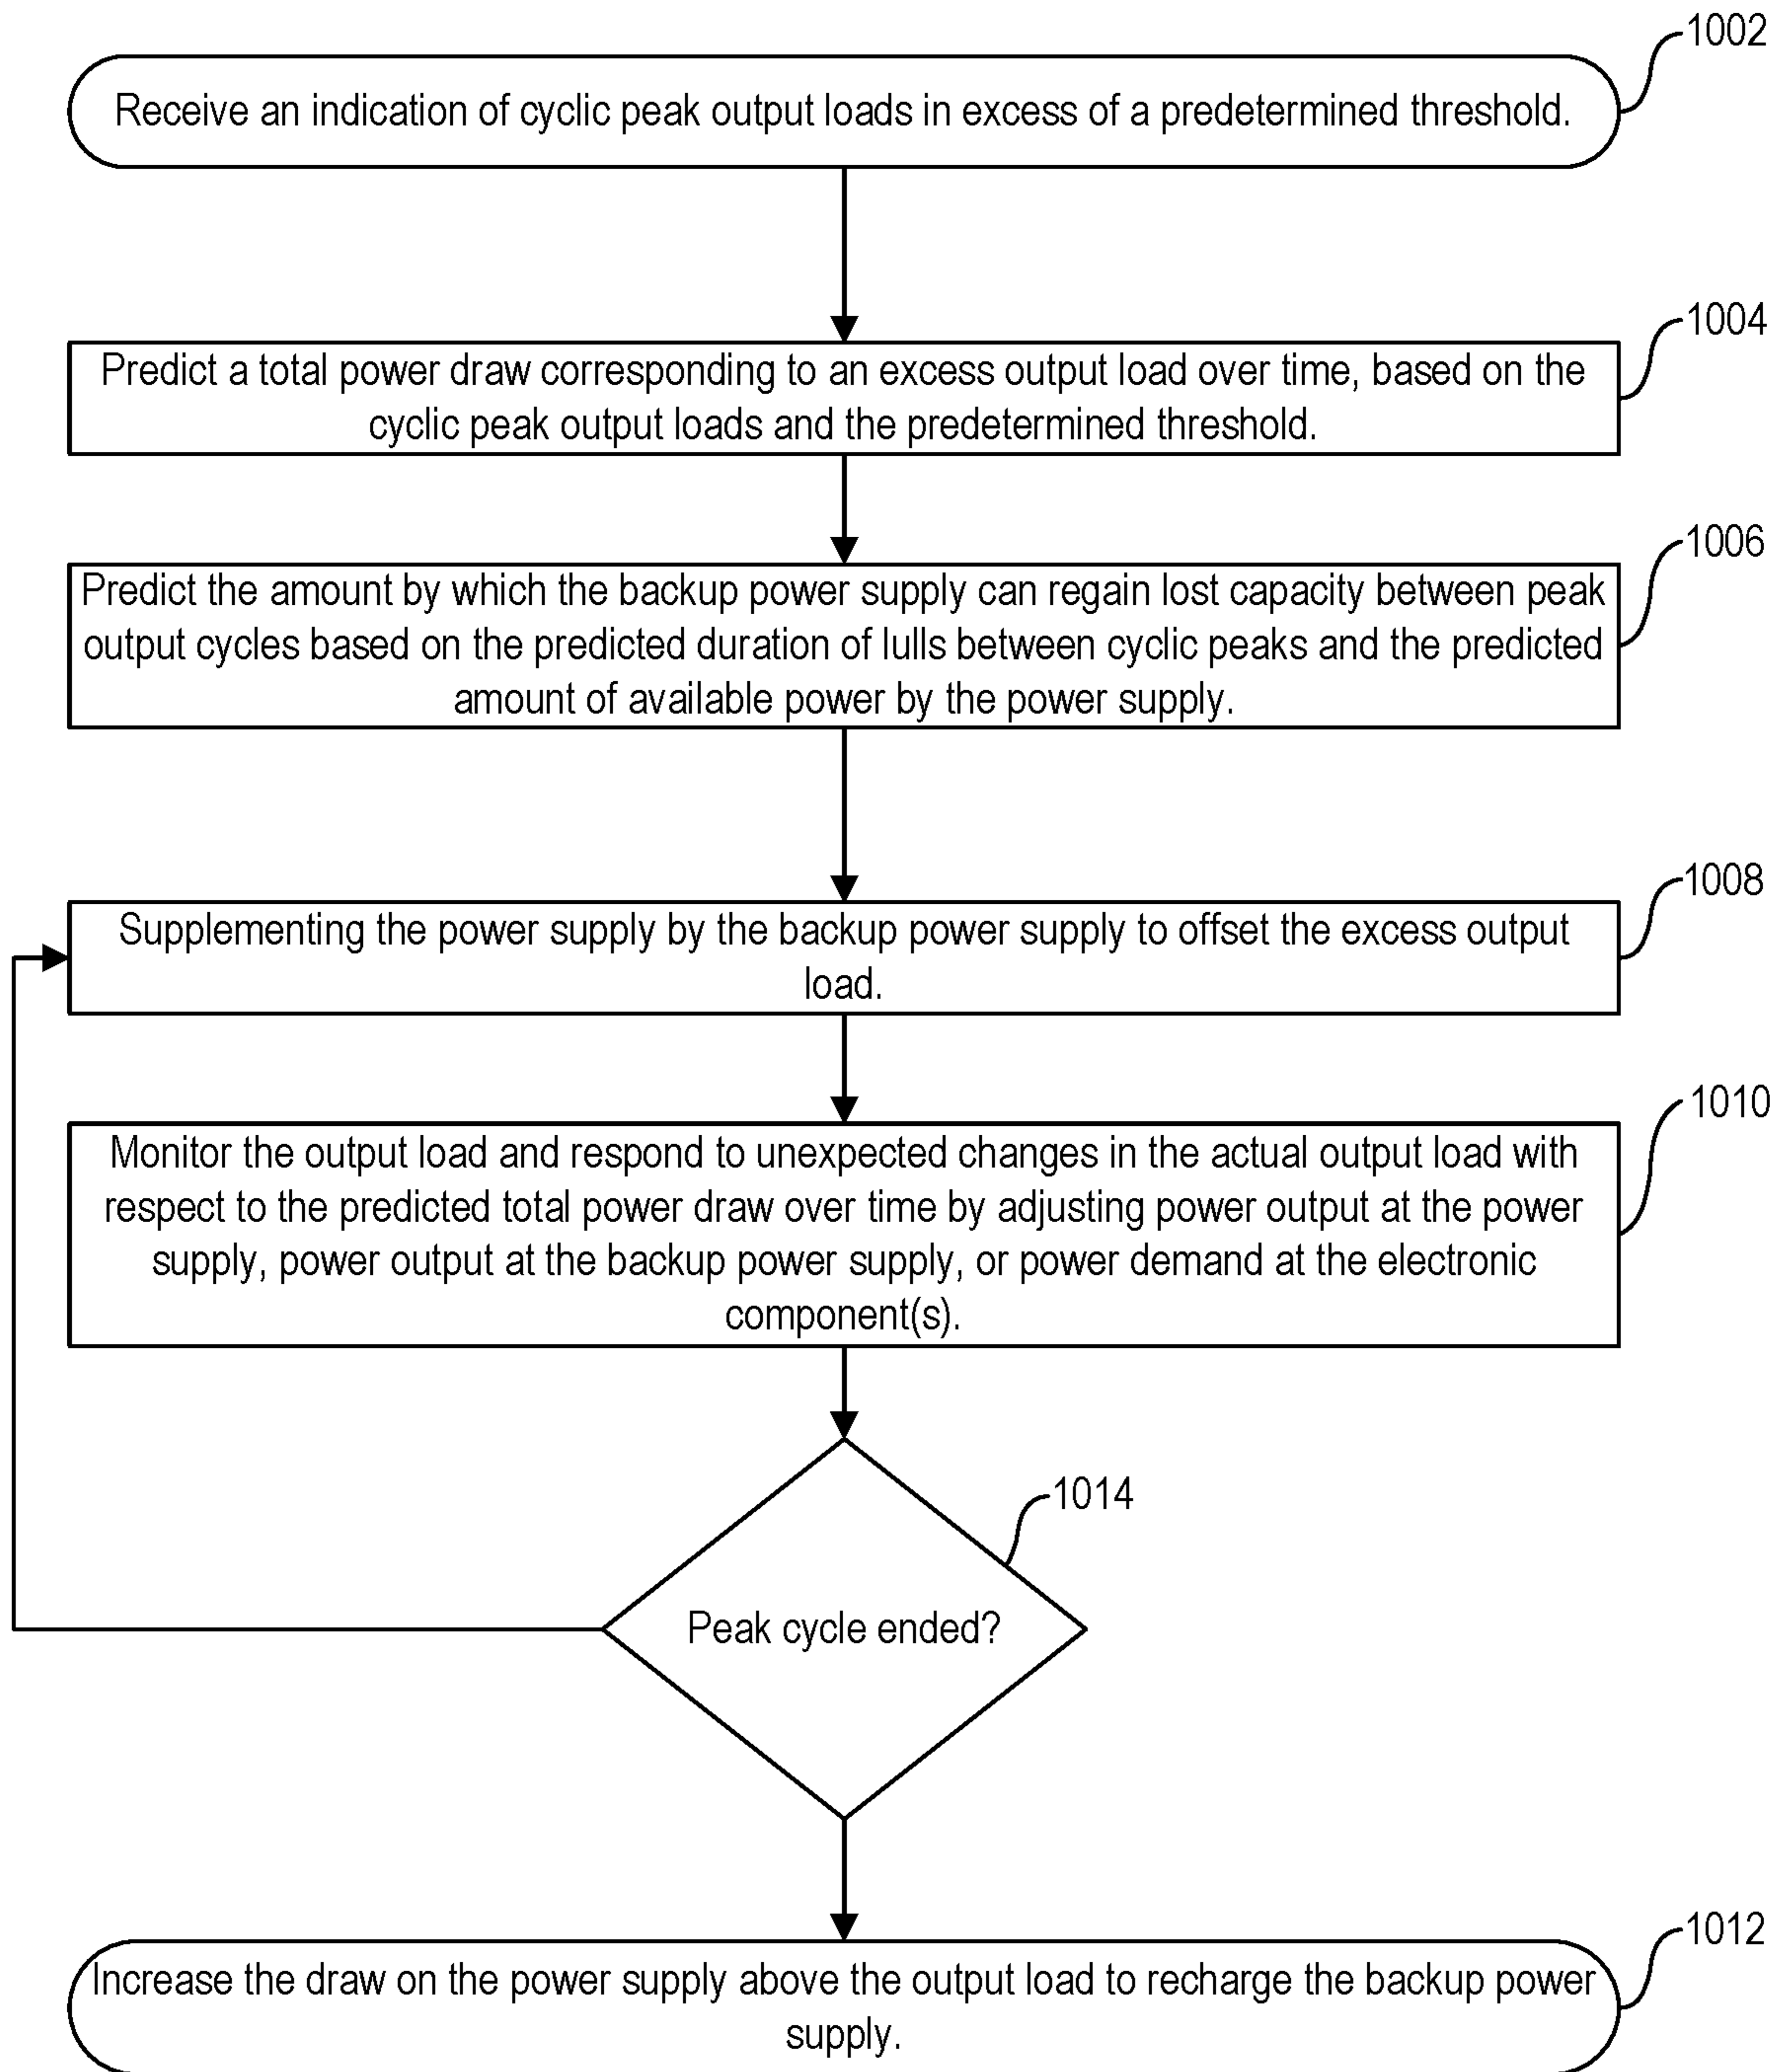 1002
Receive an indication of cyclic peak output loads in excess of a predetermined threshold.
1004
Predict a total power draw corresponding to an excess output load over time, based on the
cyclic peak output loads and the predetermined threshold.
1006
Predict the amount by which the backup power supply can regain lost capacity between peak
output cycles based on the predicted duration of lulls between cyclic peaks and the predicted
amount of available power by the power supply.
1008
Supplementing the power supply by the backup power supply to offset the excess output
load.
1010
Monitor the output load and respond to unexpected changes in the actual output load with
respect to the predicted total power draw over time by adjusting power output at the power
supply, power output at the backup power supply, or power demand at the electronic
component(s).
1014
Peak cycle ended?
1012
Increase the draw on the power supply above the output load to recharge the backup power
supply.